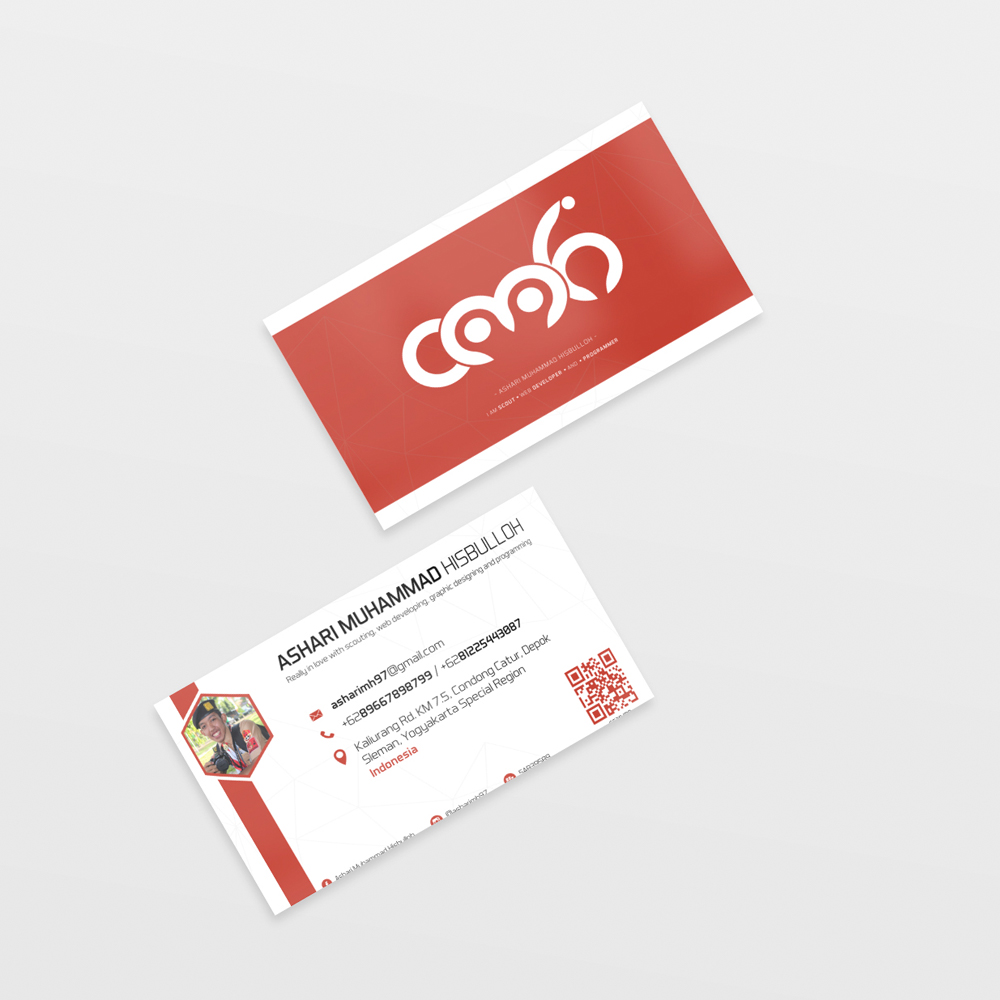 - ASHARI MUHAMMAD HISBULLOH -
I AM SCOUT • WEB DEVELOPER • AND • PROGRAMMER
ASHARI MUHAMMAD HISBULLOH
Really in love with scouting, web developing, graphic designing and programming
asharimh97@gmail.com
+6289667898799 / +6281225443087
Kaliurang Rd. KM 7.5, Condong Catur, Depok
Sleman, Yogyakarta Special Region
Indonesia
Ashari Muhammad Hisbulloh
@asharimh97